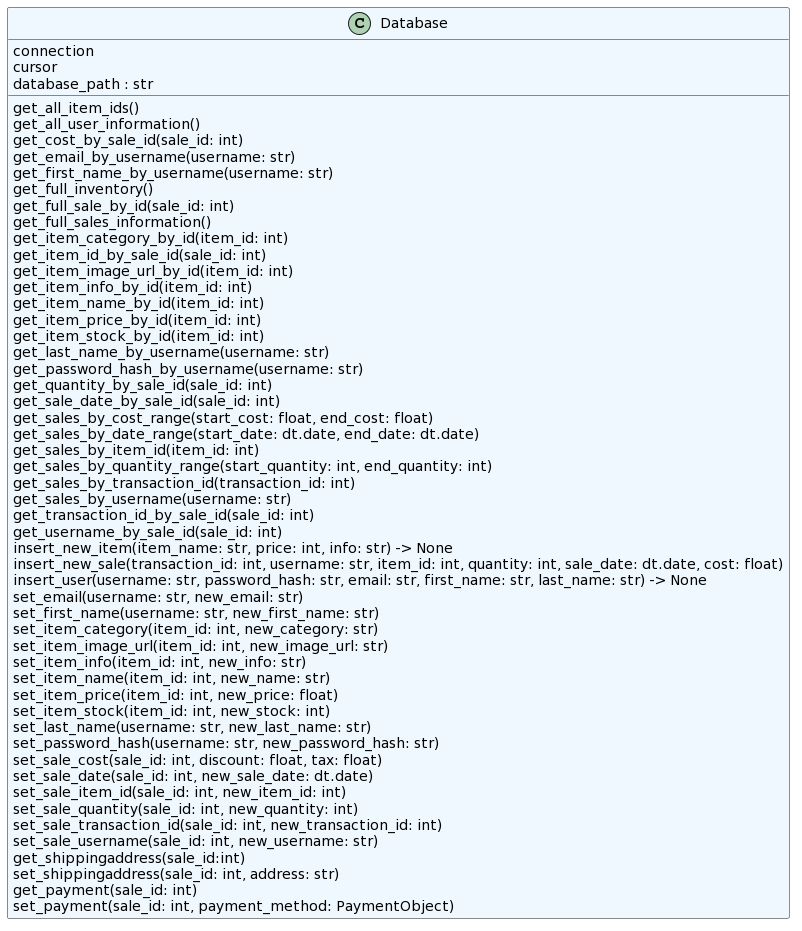 C Database
connection
cursor
database_path : str
get_all_item_ids()
get_all_user_information()
get_cost_by_sale_id(sale_id: int)
get_email_by_username(username: str)
get_first_name_by_username(username: str)
get_full_inventory()
get_full_sale_by_id(sale_id: int)
get_full_sales_information()
get_item_category_by_id(item_id: int)
get_item_id_by_sale_id(sale_id: int)
get_item_image_url_by_id(item_id: int)
get_item_info_by_id(item_id: int)
get_item_name_by_id(item_id: int)
get_item_price_by_id(item_id: int)
get_item_stock_by_id(item_id: int)
get_last_name_by_username(username: str)
get_password_hash_by_username(username: str)
get_quantity_by_sale_id(sale_id: int)
get_sale_date_by_sale_id(sale_id: int)
get_sales_by_cost_range(start_cost: float, end_cost: float)
get_sales_by_date_range(start_date: dt.date, end_date: dt.date)
get_sales_by_item_id(item_id: int)
get_sales_by_quantity_range(start_quantity: int, end_quantity: int)
get_sales_by_transaction_id(transaction_id: int)
get_sales_by_username(username: str)
get_transaction_id_by_sale_id(sale_id: int)
get_username_by_sale_id(sale_id: int)
insert_new_item(item_name: str, price: int, info: str) -> None
insert_new_sale(transaction_id: int, username: str, item_id: int, quantity: int, sale_date: dt.date, cost: float)
insert_user(username: str, password_hash: str, email: str, first_name: str, last_name: str) -> None
set_email(username: str, new_email: str)
set_first_name(username: str, new_first_name: str)
set_item_category(item_id: int, new_category: str)
set_item_image_url(item_id: int, new_image_url: str)
set_item_info(item_id: int, new_info: str)
set_item_name(item_id: int, new_name: str)
set_item_price(item_id: int, new_price: float)
set_item_stock(item_id: int, new_stock: int)
set_last_name(username: str, new_last_name: str)
set_password_hash(username: str, new_password_hash: str)
set_sale_cost(sale_id: int, discount: float, tax: float)
set_sale_date(sale_id: int, new_sale_date: dt.date)
set_sale_item_id(sale_id: int, new_item_id: int)
set_sale_quantity(sale_id: int, new_quantity: int)
set_sale_transaction_id(sale_id: int, new_transaction_id: int)
set_sale_username(sale_id: int, new_username: str)
get_shippingaddress(sale_id:int)
set_shippingaddress(sale_id: int, address: str)
get_payment(sale_id: int)
set_payment(sale_id: int, payment_method: PaymentObject)